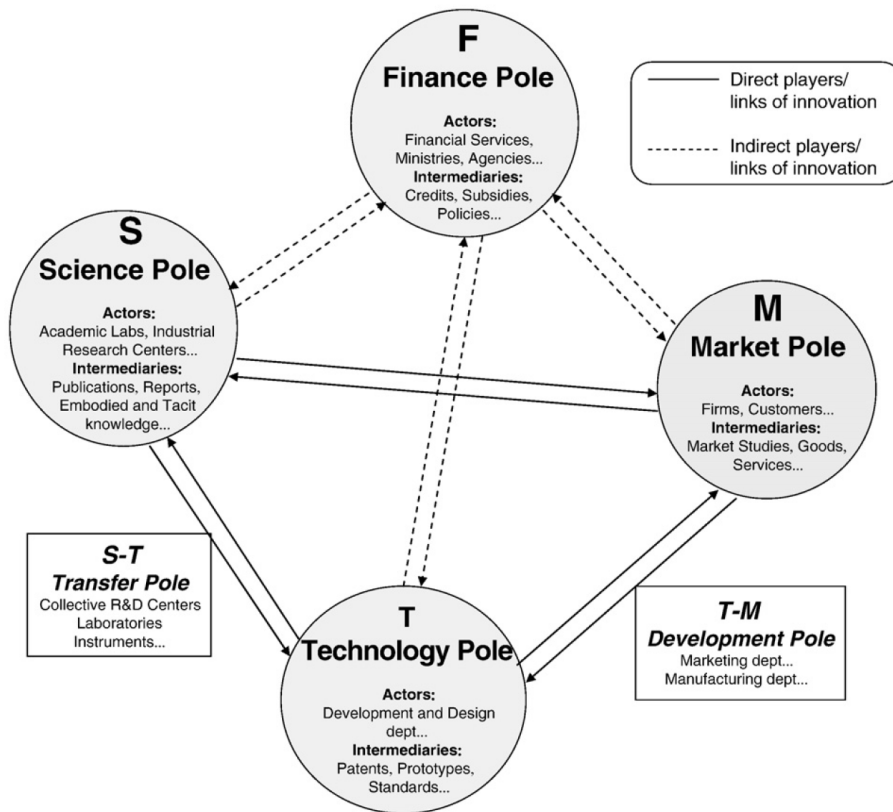 F
Finance Pole
Actors:
Financial Services,
Ministries, Agencies...
Intermediaries:
Credits, Subsidies,
Policies...
Direct players/
links of innovation
Indirect players/
links of innovation
S
Science Pole
Actors:
Academic Labs, Industrial
Research Centers...
Intermediaries:
Publications, Reports,
Embodied and Tacit
knowledge...
M
Market Pole
Actors:
Firms, Customers...
Intermediaries:
Market Studies, Goods,
Services...
S-T
Transfer Pole
Collective R&D Centers
Laboratories
Instruments...
T
Technology Pole
Actors:
Development and Design
dept...
Intermediaries:
Patents, Prototypes,
Standards...
T-M
Development Pole
Marketing dept...
Manufacturing dept...